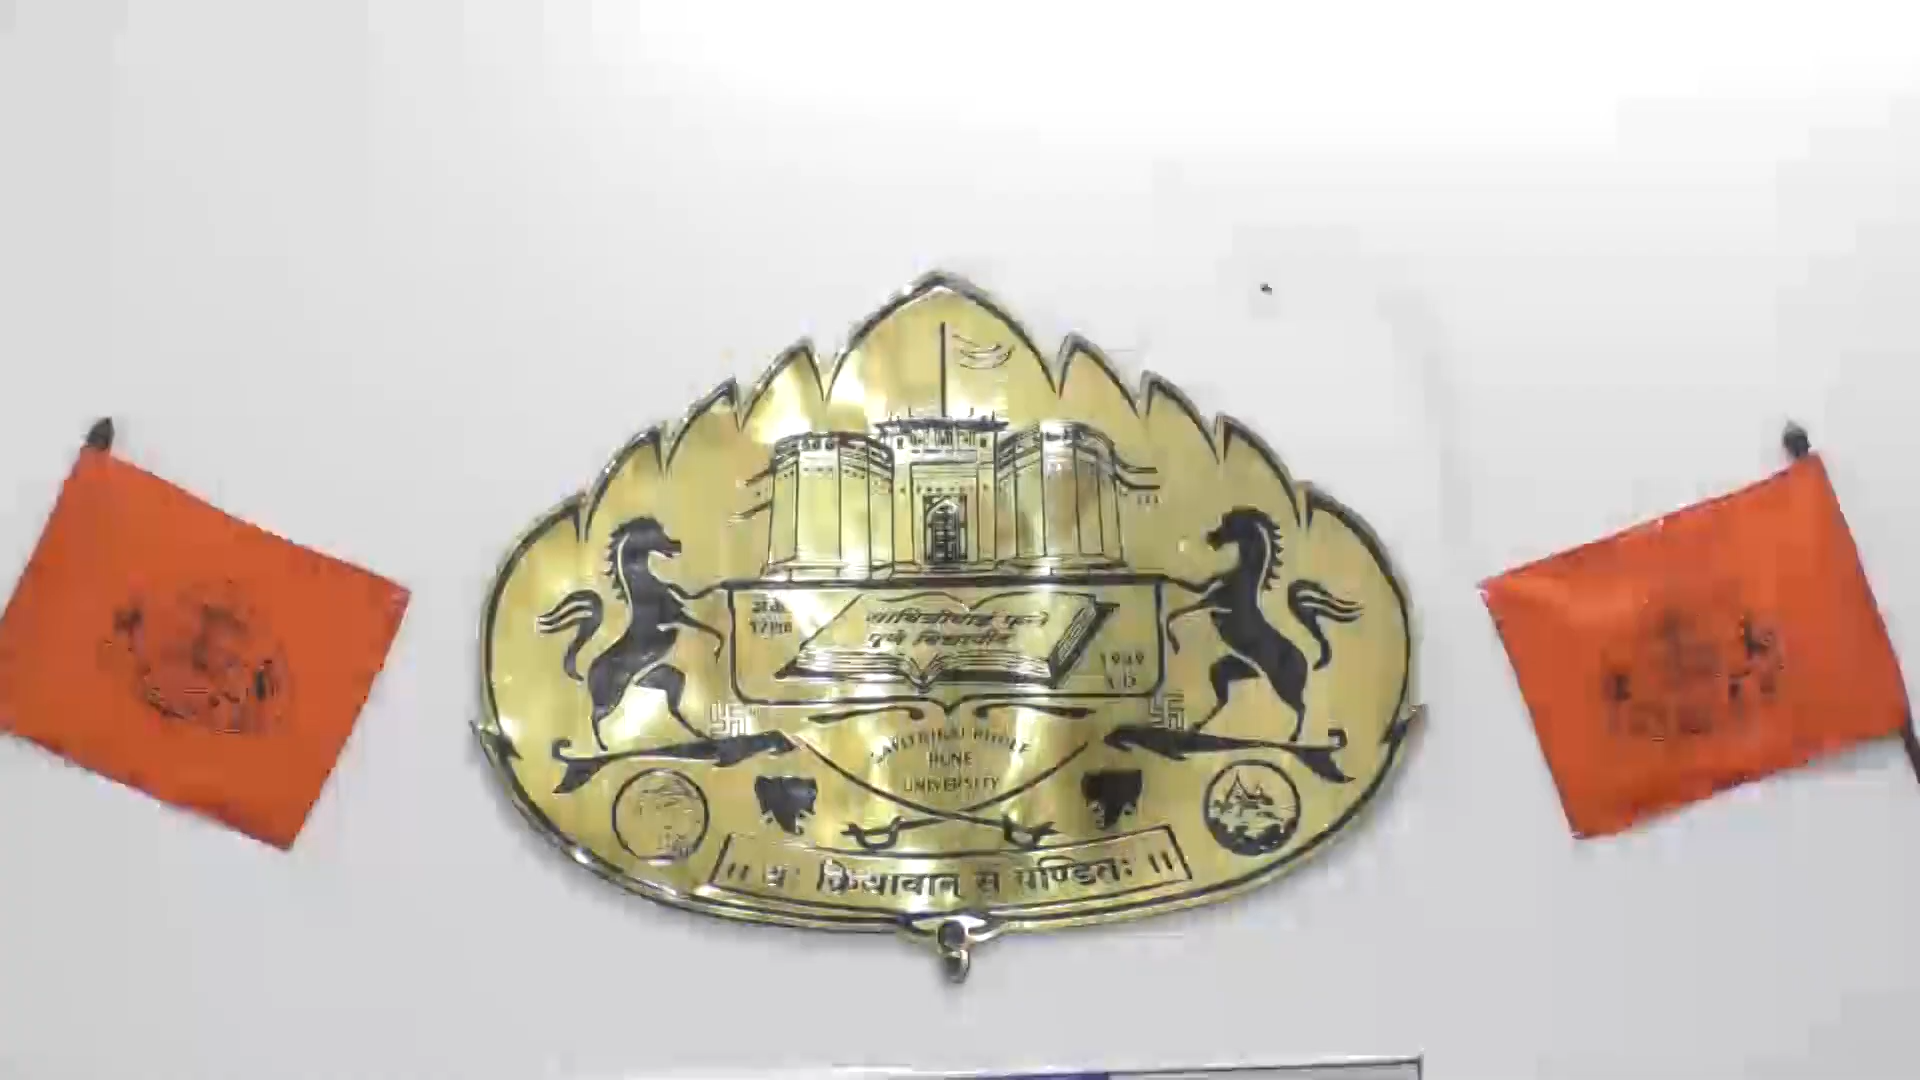 सावित्रीबाई फुले
पुणे विद्यापीठ
1949
SAVITRIBAI PHULE
PUNE
UNIVERSITY
।। यः क्रियावान् स पण्डितः ।।